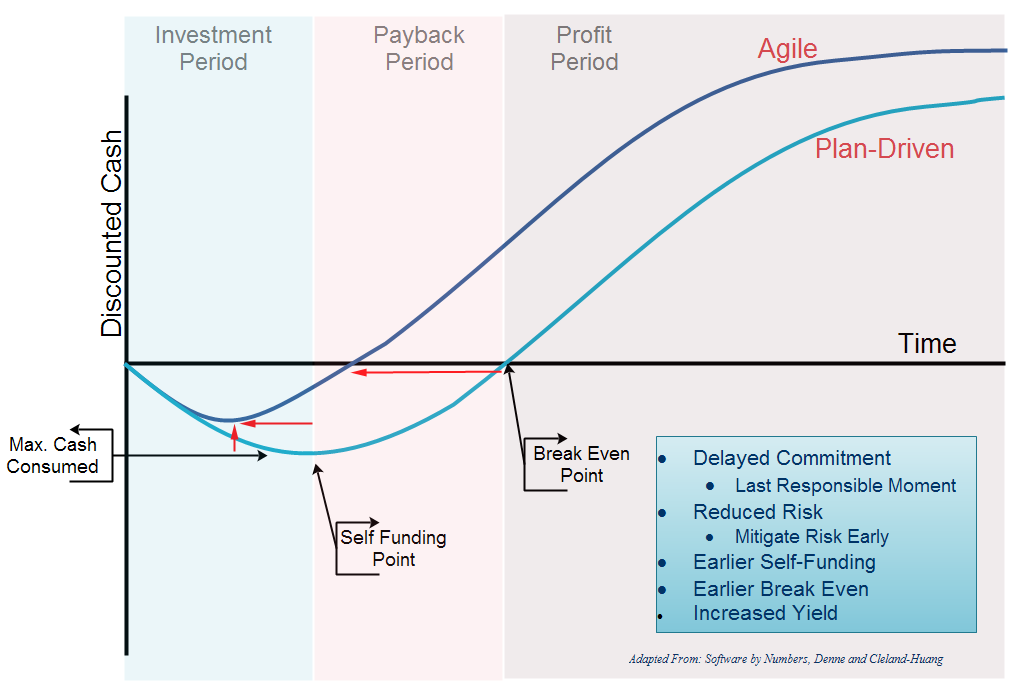 Investment
Period
Payback
Period
Profit
Period
Agile
Plan-Driven
Discounted Cash
Time
Max. Cash
Consumed
Break Even
Point
Self Funding
Point
• Delayed Commitment
• Last Responsible Moment
• Reduced Risk
• Mitigate Risk Early
• Earlier Self-Funding
• Earlier Break Even
• Increased Yield
Adapted From: Software by Numbers, Denne and Cleland-Huang